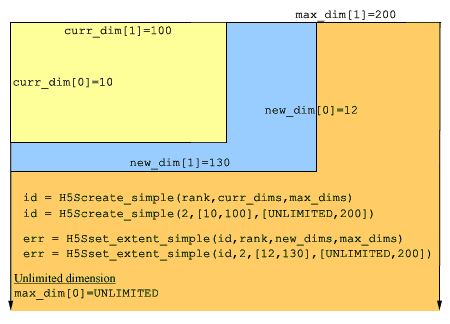 max_dim[1]=200
curr_dim[1]=100
curr_dim[0]=10
new_dim[0]=12
new_dim[1]=130
id = H5Screate_simple(rank,curr_dims,max_dims)
id = H5Screate_simple(2,[10,100],[UNLIMITED,200])
err = H5Sset_extent_simple(id,rank,new_dims,max_dims)
err = H5Sset_extent_simple(id,2,[12,130],[UNLIMITED,200])
Unlimited dimension
max_dim[0]=UNLIMITED